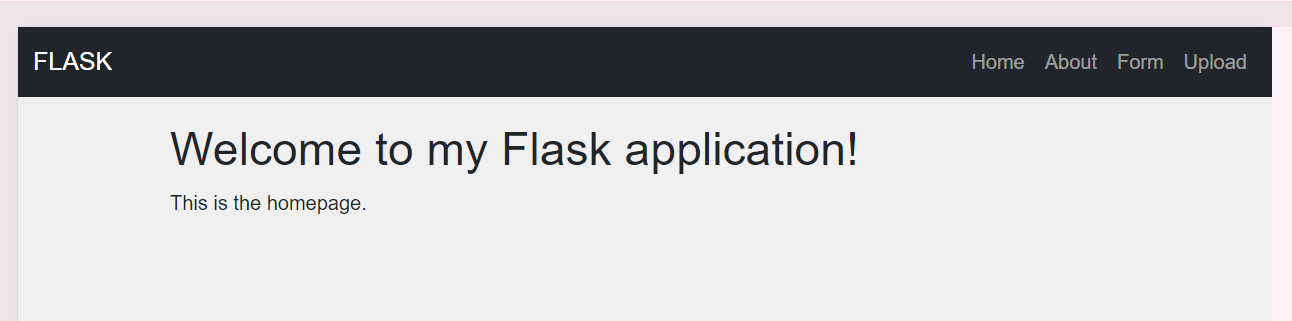 FLASK Home About Form Upload
Welcome to my Flask application!
This is the homepage.